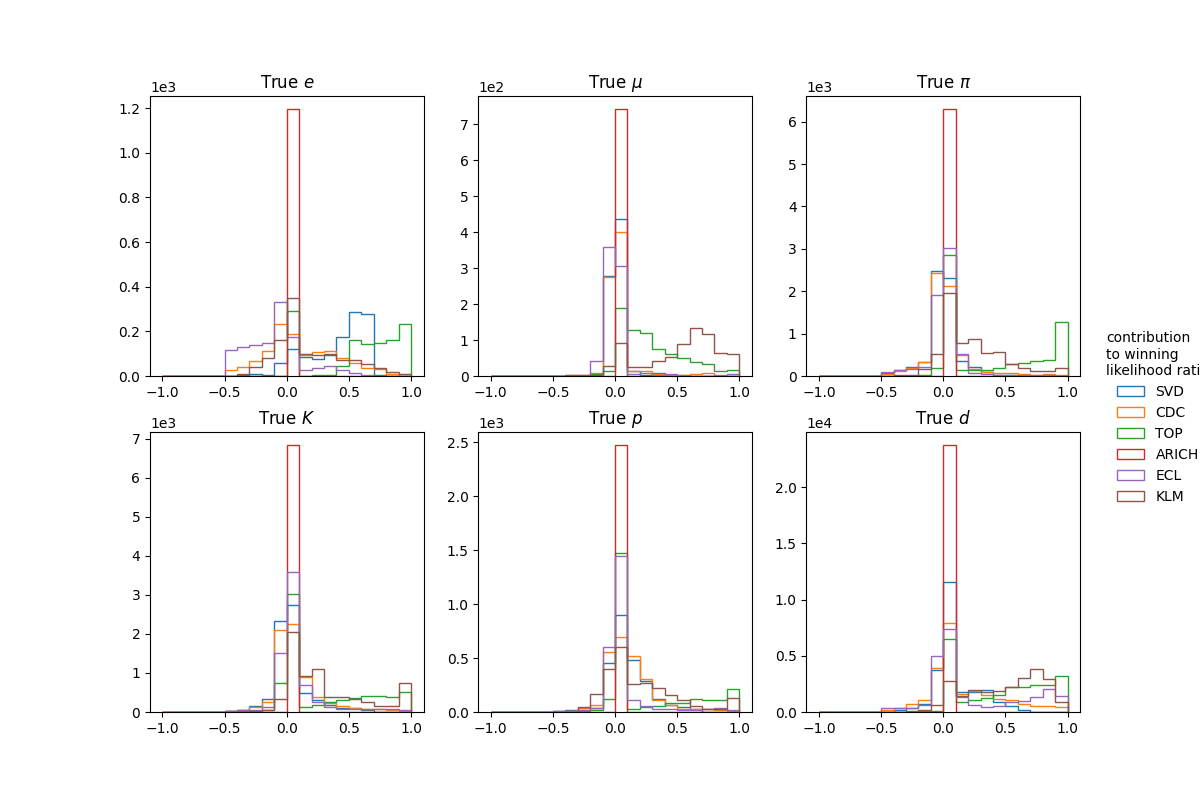 True e
1e3
1.2
1.0
0.8
0.6
0.4
0.2
0.0
−1.0 −0.5 0.0 0.5 1.0
True μ
1e2
7
6
5
4
3
2
1
0
−1.0 −0.5 0.0 0.5 1.0
True π
1e3
6
5
4
3
2
1
0
−1.0 −0.5 0.0 0.5 1.0
True K
1e3
7
6
5
4
3
2
1
0
−1.0 −0.5 0.0 0.5 1.0
True p
1e3
2.5
2.0
1.5
1.0
0.5
0.0
−1.0 −0.5 0.0 0.5 1.0
True d
1e4
2.0
1.5
1.0
0.5
0.0
−1.0 −0.5 0.0 0.5 1.0
contribution
to winning
likelihood rati
SVD
CDC
TOP
ARICH
ECL
KLM